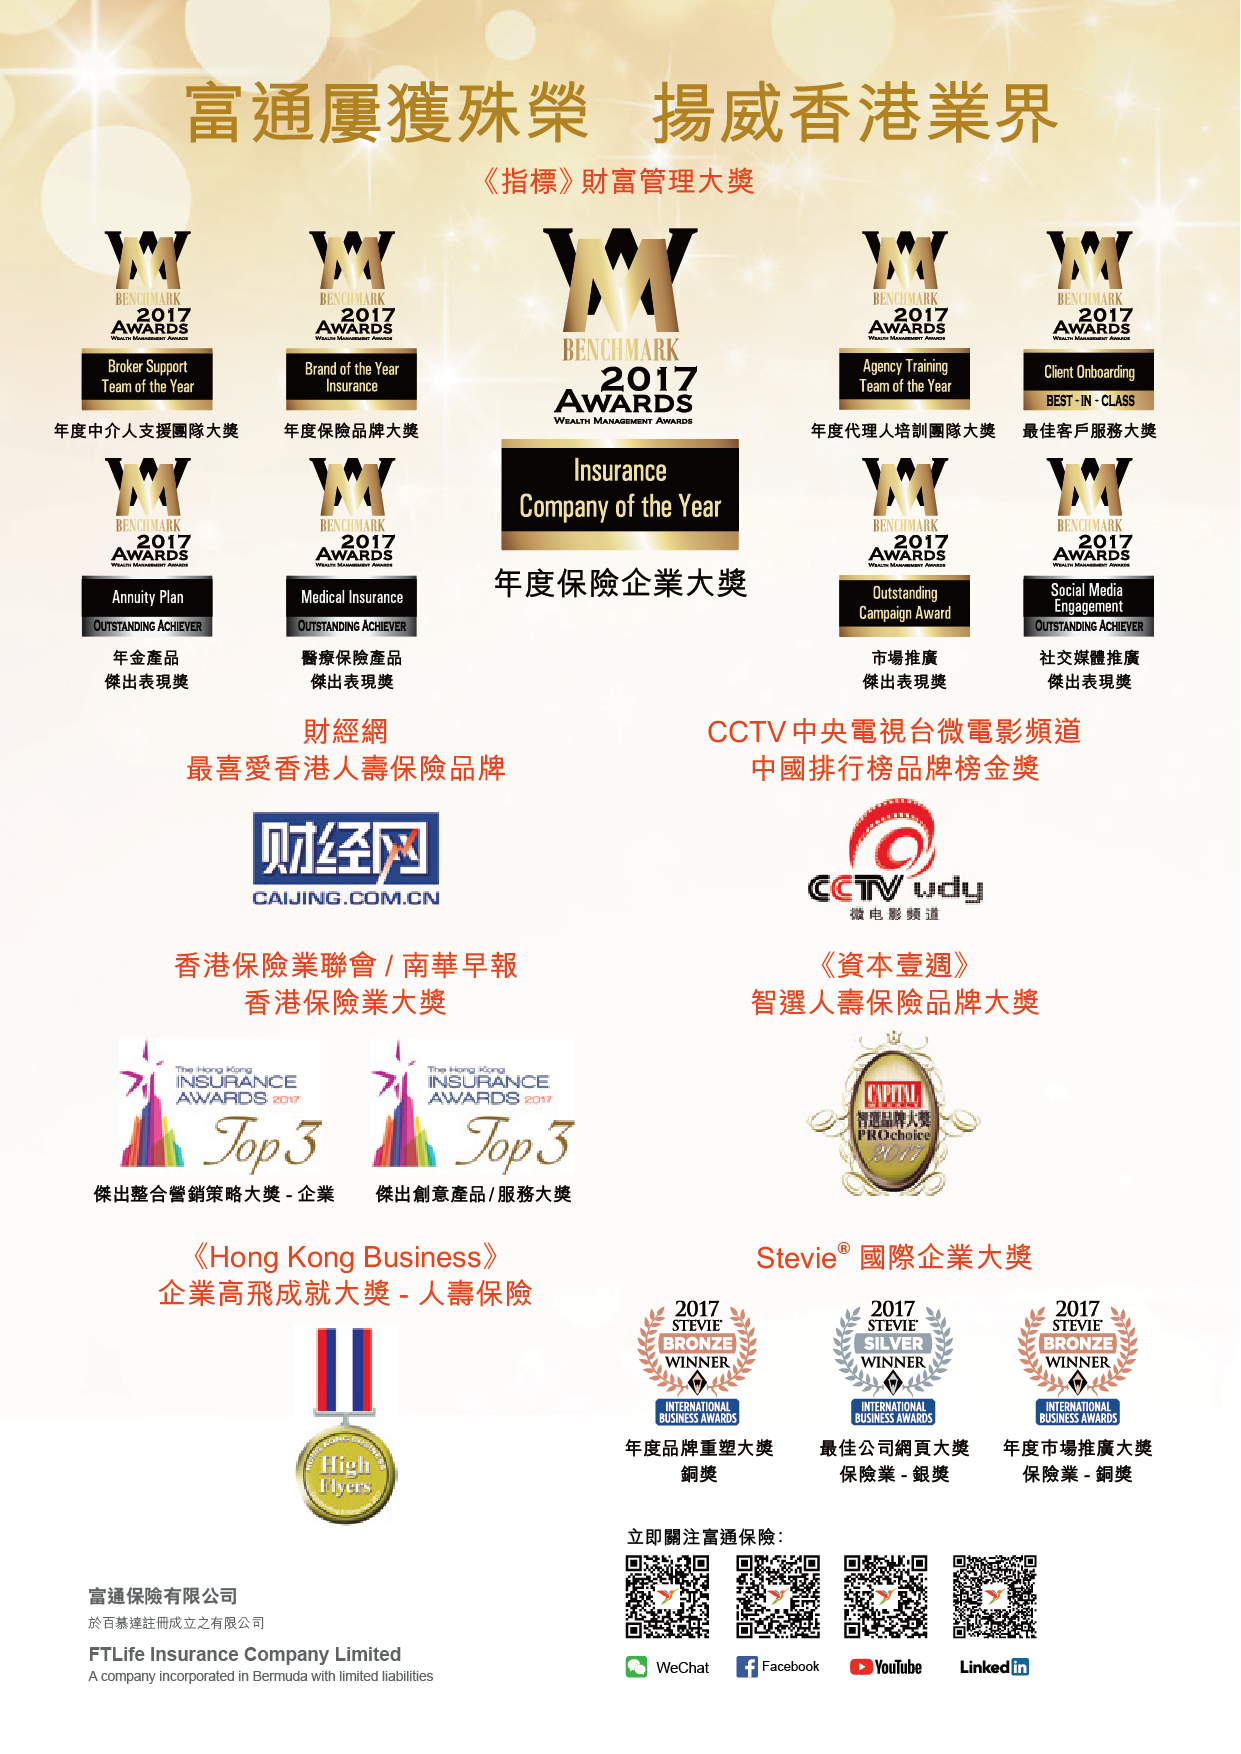 富通屢獲殊榮 揚威香港業界
《指標》財富管理大獎
BENCHMARK
2017
AWARDS
WEALTH MANAGEMENT AWARDS
Broker Support
Team of the Year
年度中介人支援團隊大獎
BENCHMARK
2017
AWARDS
WEALTH MANAGEMENT AWARDS
Brand of the Year
Insurance
年度保險品牌大獎
BENCHMARK
2017
AWARDS
WEALTH MANAGEMENT AWARDS
Insurance
Company of the Year
年度保險企業大獎
BENCHMARK
2017
AWARDS
WEALTH MANAGEMENT AWARDS
Agency Training
Team of the Year
年度代理人培訓團隊大獎
BENCHMARK
2017
AWARDS
WEALTH MANAGEMENT AWARDS
Client Onboarding
BEST - IN - CLASS
最佳客戶服務大獎
BENCHMARK
2017
AWARDS
WEALTH MANAGEMENT AWARDS
Annuity Plan
OUTSTANDING ACHIEVER
年金產品
傑出表現獎
BENCHMARK
2017
AWARDS
WEALTH MANAGEMENT AWARDS
Medical Insurance
OUTSTANDING ACHIEVER
醫療保險產品
傑出表現獎
BENCHMARK
2017
AWARDS
WEALTH MANAGEMENT AWARDS
Outstanding
Campaign Award
市場推廣
傑出表現獎
BENCHMARK
2017
AWARDS
WEALTH MANAGEMENT AWARDS
Social Media
Engagement
OUTSTANDING ACHIEVER
社交媒體推廣
傑出表現獎
財經網
最喜愛香港人壽保險品牌
财经网
CAIJING.COM.CN
CCTV中央電視台微電影頻道
中國排行榜品牌榜金獎
CCTV wdy
微电影频道
香港保險業聯會 / 南華早報
香港保險業大獎
The Hong Kong
INSURANCE
AWARDS 2017
Top 3
傑出整合營銷策略大獎 - 企業
The Hong Kong
INSURANCE
AWARDS 2017
Top 3
傑出創意產品/服務大獎
《資本壹週》
智選人壽保險品牌大獎
CAPITAL
WEEKLY
智選品牌大獎
PROchoice
2017
《Hong Kong Business》
企業高飛成就大獎 - 人壽保險
HONG KONG BUSINESS
High
Flyers
Stevie® 國際企業大獎
2017
STEVIE®
BRONZE
WINNER
INTERNATIONAL
BUSINESS AWARDS
年度品牌重塑大獎
銅獎
2017
STEVIE®
SILVER
WINNER
INTERNATIONAL
BUSINESS AWARDS
最佳公司網頁大獎
保險業 - 銀獎
2017
STEVIE®
BRONZE
WINNER
INTERNATIONAL
BUSINESS AWARDS
年度市場推廣大獎
保險業 - 銅獎
立即關注富通保險：
WeChat
Facebook
YouTube
Linked in
富通保險有限公司
於百慕達註冊成立之有限公司
FTLife Insurance Company Limited
A company incorporated in Bermuda with limited liabilities